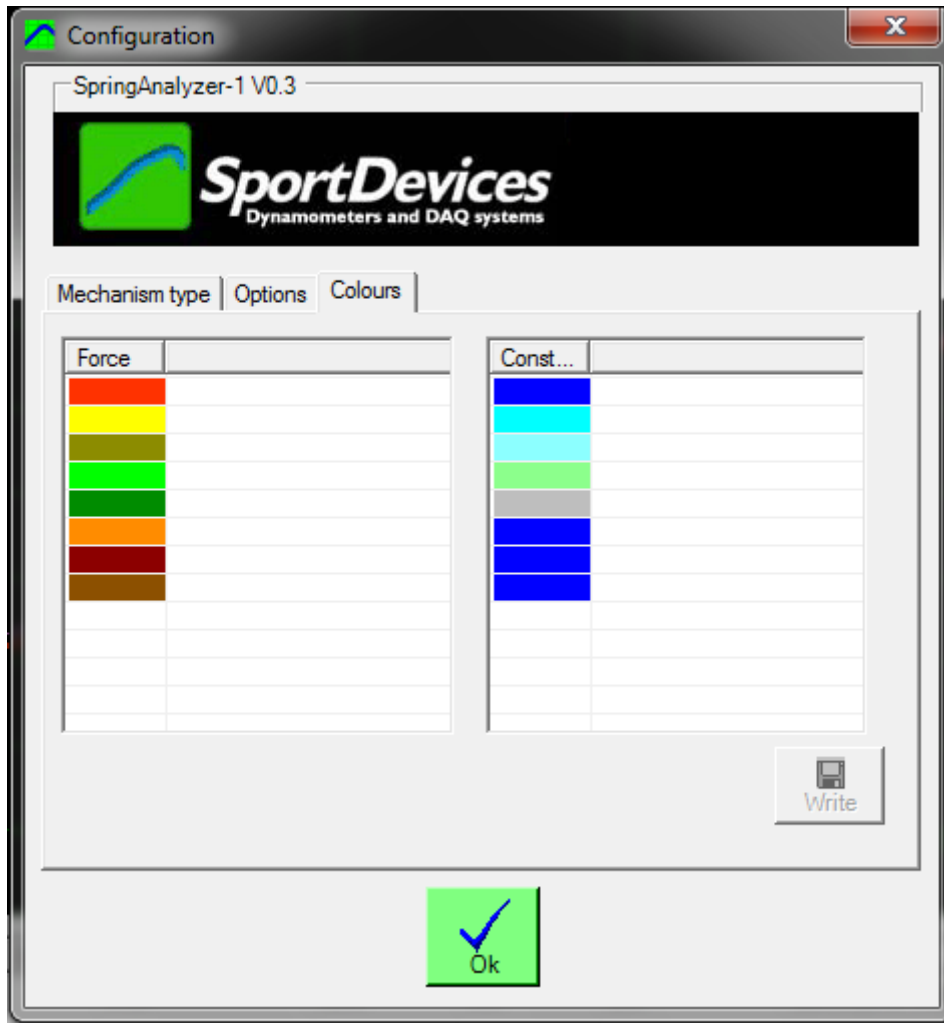 Configuration
SpringAnalyzer-1 V0.3
SportDevices
Dynamometers and DAQ systems
Mechanism type Options Colours
Force Const...
Write
Ok